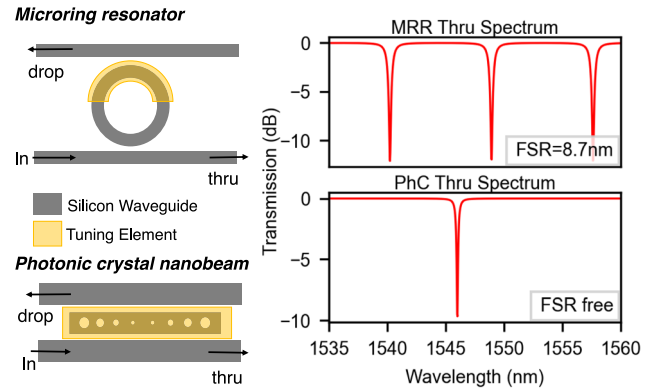 Microring resonator
drop
In
thru
Silicon Waveguide
Tuning Element
Photonic crystal nanobeam
drop
In
thru
MRR Thru Spectrum
0
−5
−10
FSR=8.7nm
PhC Thru Spectrum
0
−5
−10
FSR free
Transmission (dB)
1535
1540
1545
1550
1555
1560
Wavelength (nm)